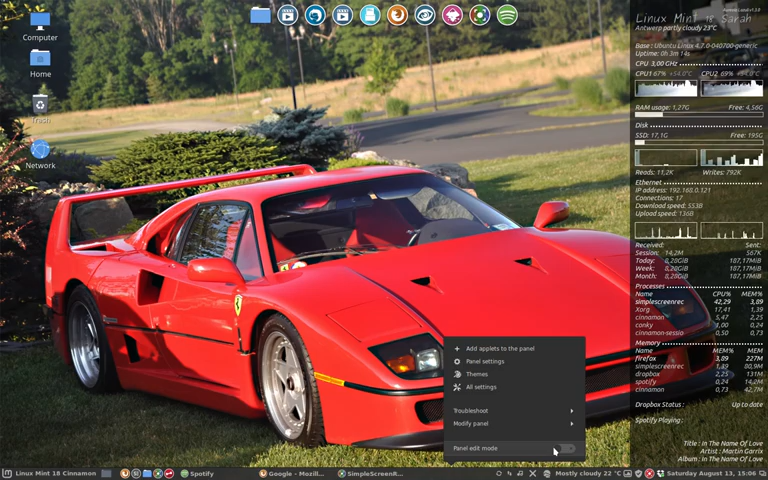 Computer
Home
Trash
Network
Linux Mint 18 Sarah
Antwerp partly cloudy 23°C
Base : Ubuntu Linux 4.7.0-040700-generic
Uptime: 0h 3m 14s
CPU 3,00 GHz
CPU1 67% +54.0°C CPU2 69% +54.0°C
RAM usage: 1,27G Free: 4,56G
Disk
SSD: 17,1G Free: 195G
Reads: 11,2K Writes: 792K
Ethernet
IP address: 192.168.0.121
Connections: 17
Download speed: 553B
Upload speed: 136B
Received: Sent:
Session: 14,2M 567K
Today: 8,28GiB 187,17MiB
Week: 8,28GiB 187,17MiB
Month: 8,28GiB 187,17MiB
Processes
Name CPU% MEM%
simplescreenrec 42,29 3,89
Xorg 17,41 1,39
cinnamon 5,47 2,25
conky 1,00 0,24
cinnamon-sessio 0,50 0,73
Memory
Name MEM% MEM
firefox 3,89 227M
simplescreenrec 1,39 80,9M
dropbox 2,25 131M
spotify 0,24 14,2M
cinnamon 0,73 42,7M
Dropbox Status : Up to date
Spotify Playing :
Title : In The Name Of Love
Artist : Martin Garrix
Album : In The Name Of Love
Add applets to the panel
Panel settings
Themes
All settings
Troubleshoot
Modify panel
Panel edit mode
Linux Mint 18 Cinnamon
Spotify
Google - Mozill...
SimpleScreenR...
Mostly cloudy 22 °C
Saturday August 13, 15:06